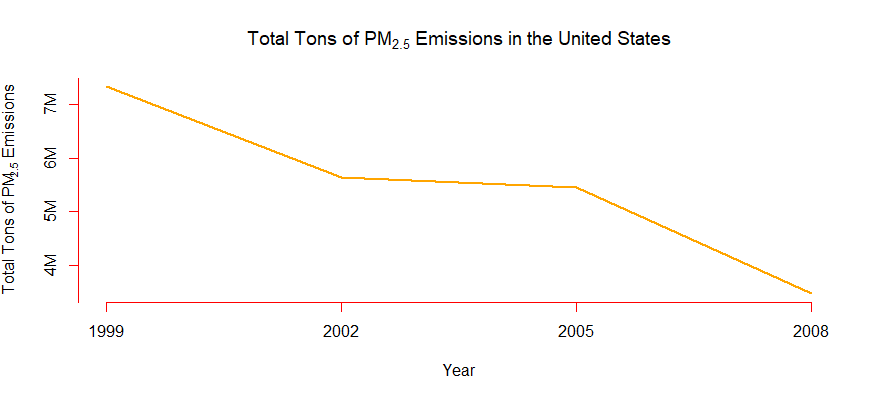 Total Tons of PM2.5 Emissions in the United States
Total Tons of PM2.5 Emissions
7M
6M
5M
4M
1999 2002 2005 2008
Year